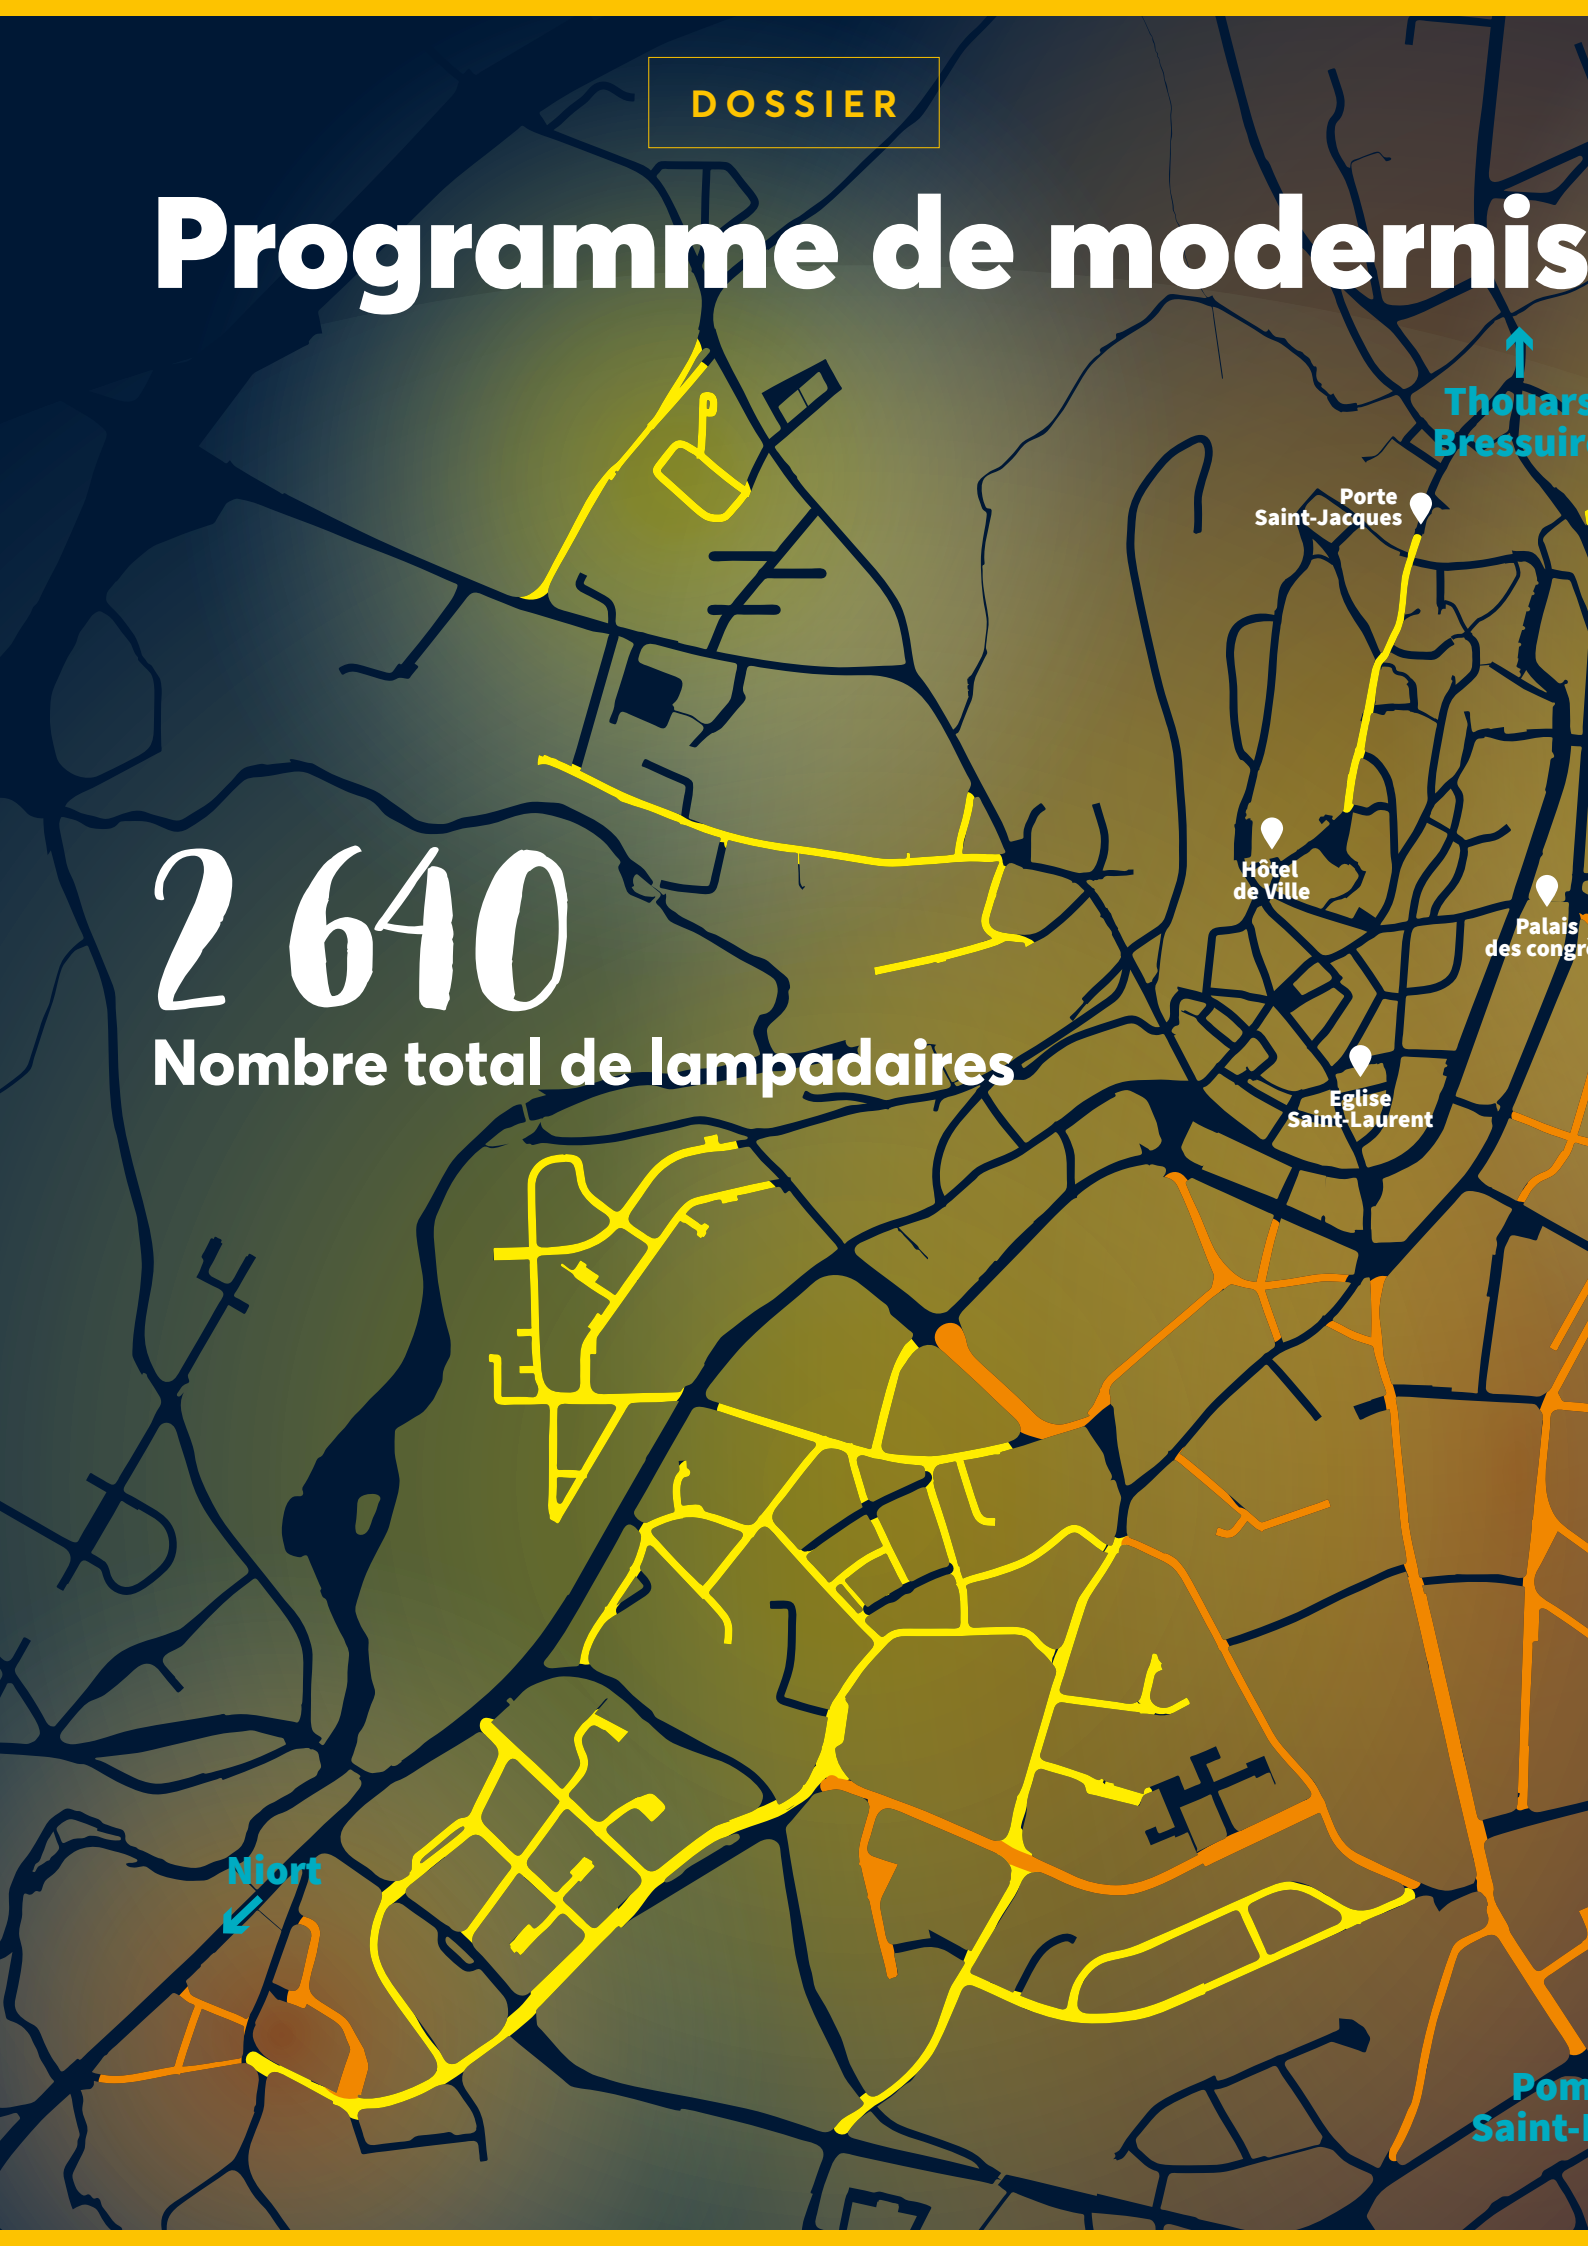 DOSSIER
Programme de modernis
Thouars
Bressuir
Porte
Saint-Jacques
Hôtel
de Ville
Palais
des congr
2 640
Nombre total de lampadaires
Eglise
Saint-Laurent
Niort
Pom
Saint-